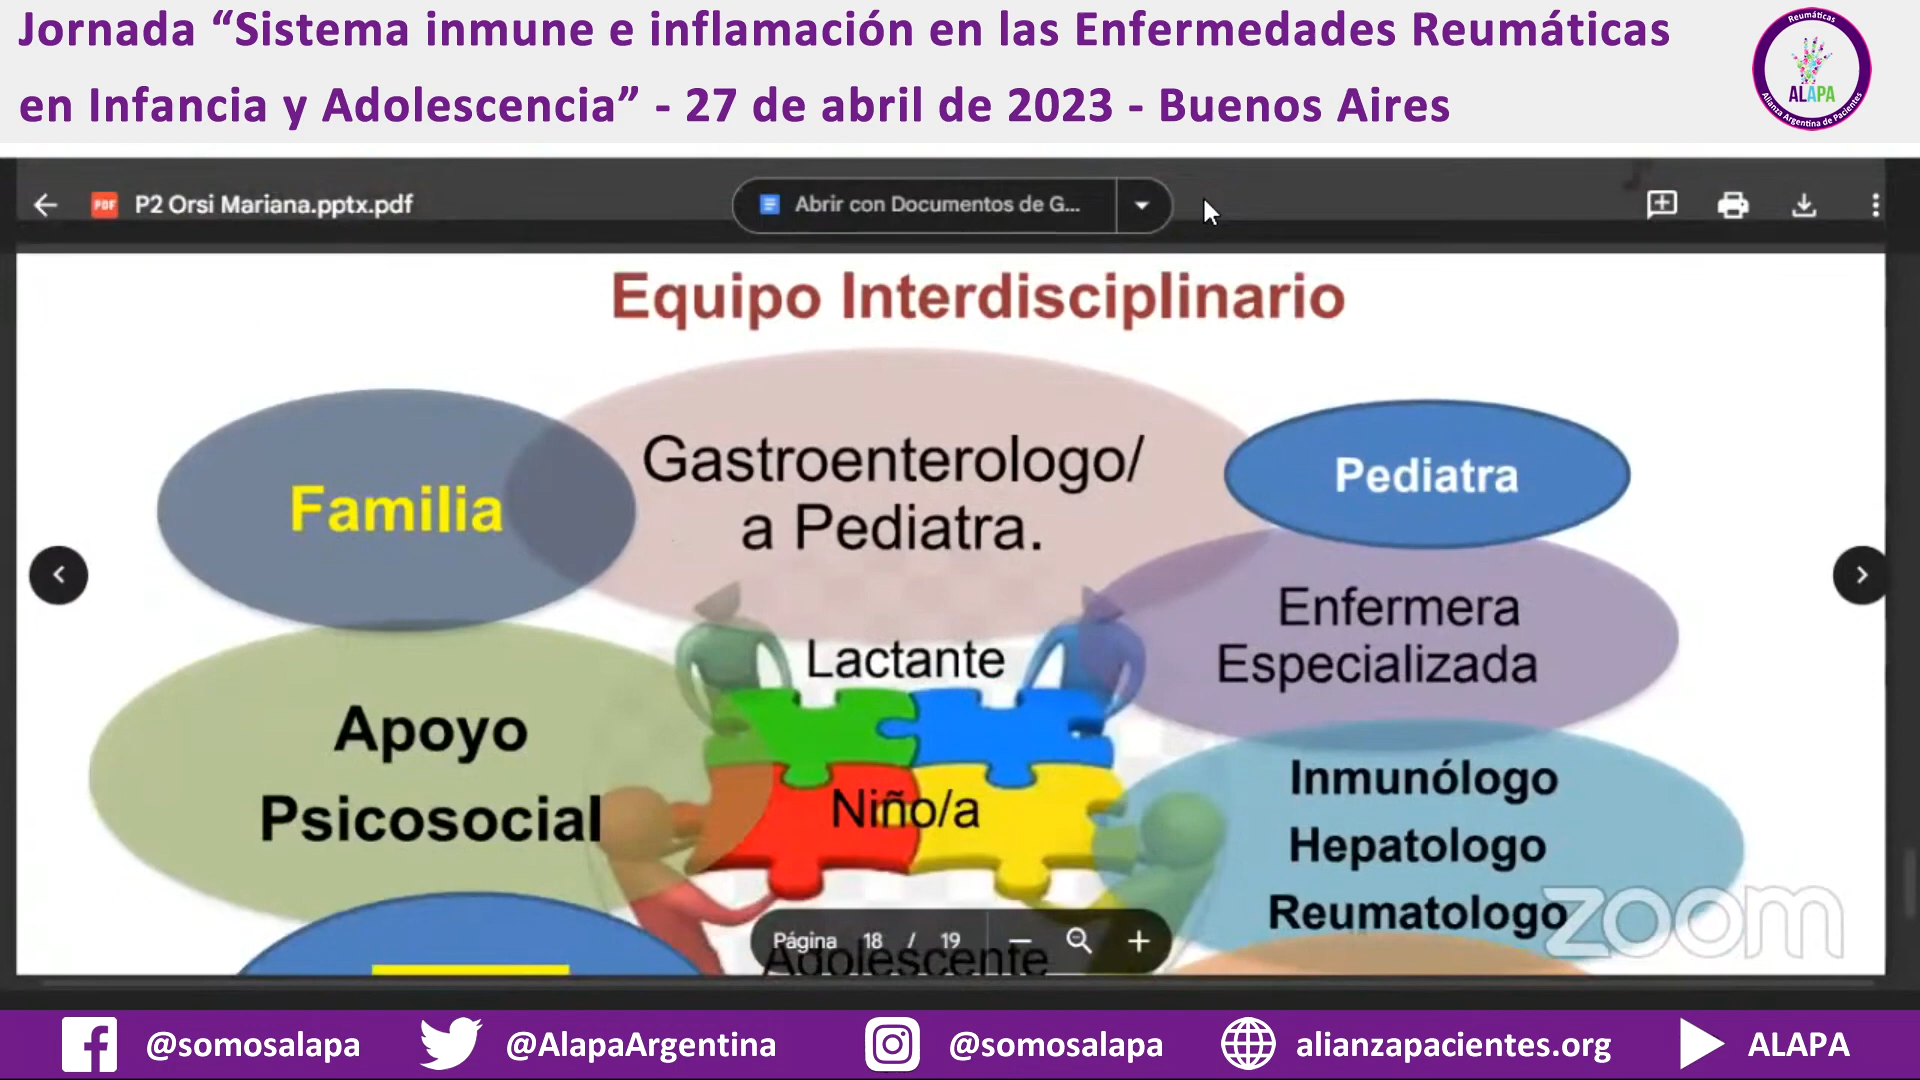 Jornada “Sistema inmune e inflamación en las Enfermedades Reumáticas
en Infancia y Adolescencia” - 27 de abril de 2023 - Buenos Aires
Reumáticas
ALAPA
Alianza Argentina de Pacientes
PDF
P2 Orsi Mariana.pptx.pdf
Abrir con Documentos de G...
Equipo Interdisciplinario
Familia
Gastroenterologo/
a Pediatra.
Pediatra
Enfermera
Especializada
Lactante
Apoyo
Psicosocial
Niño/a
Inmunólogo
Hepatologo
Reumatologo
zoom
Página 18 / 19
Adolescente
@somosalapa
@AlapaArgentina
@somosalapa
alianzapacientes.org
ALAPA